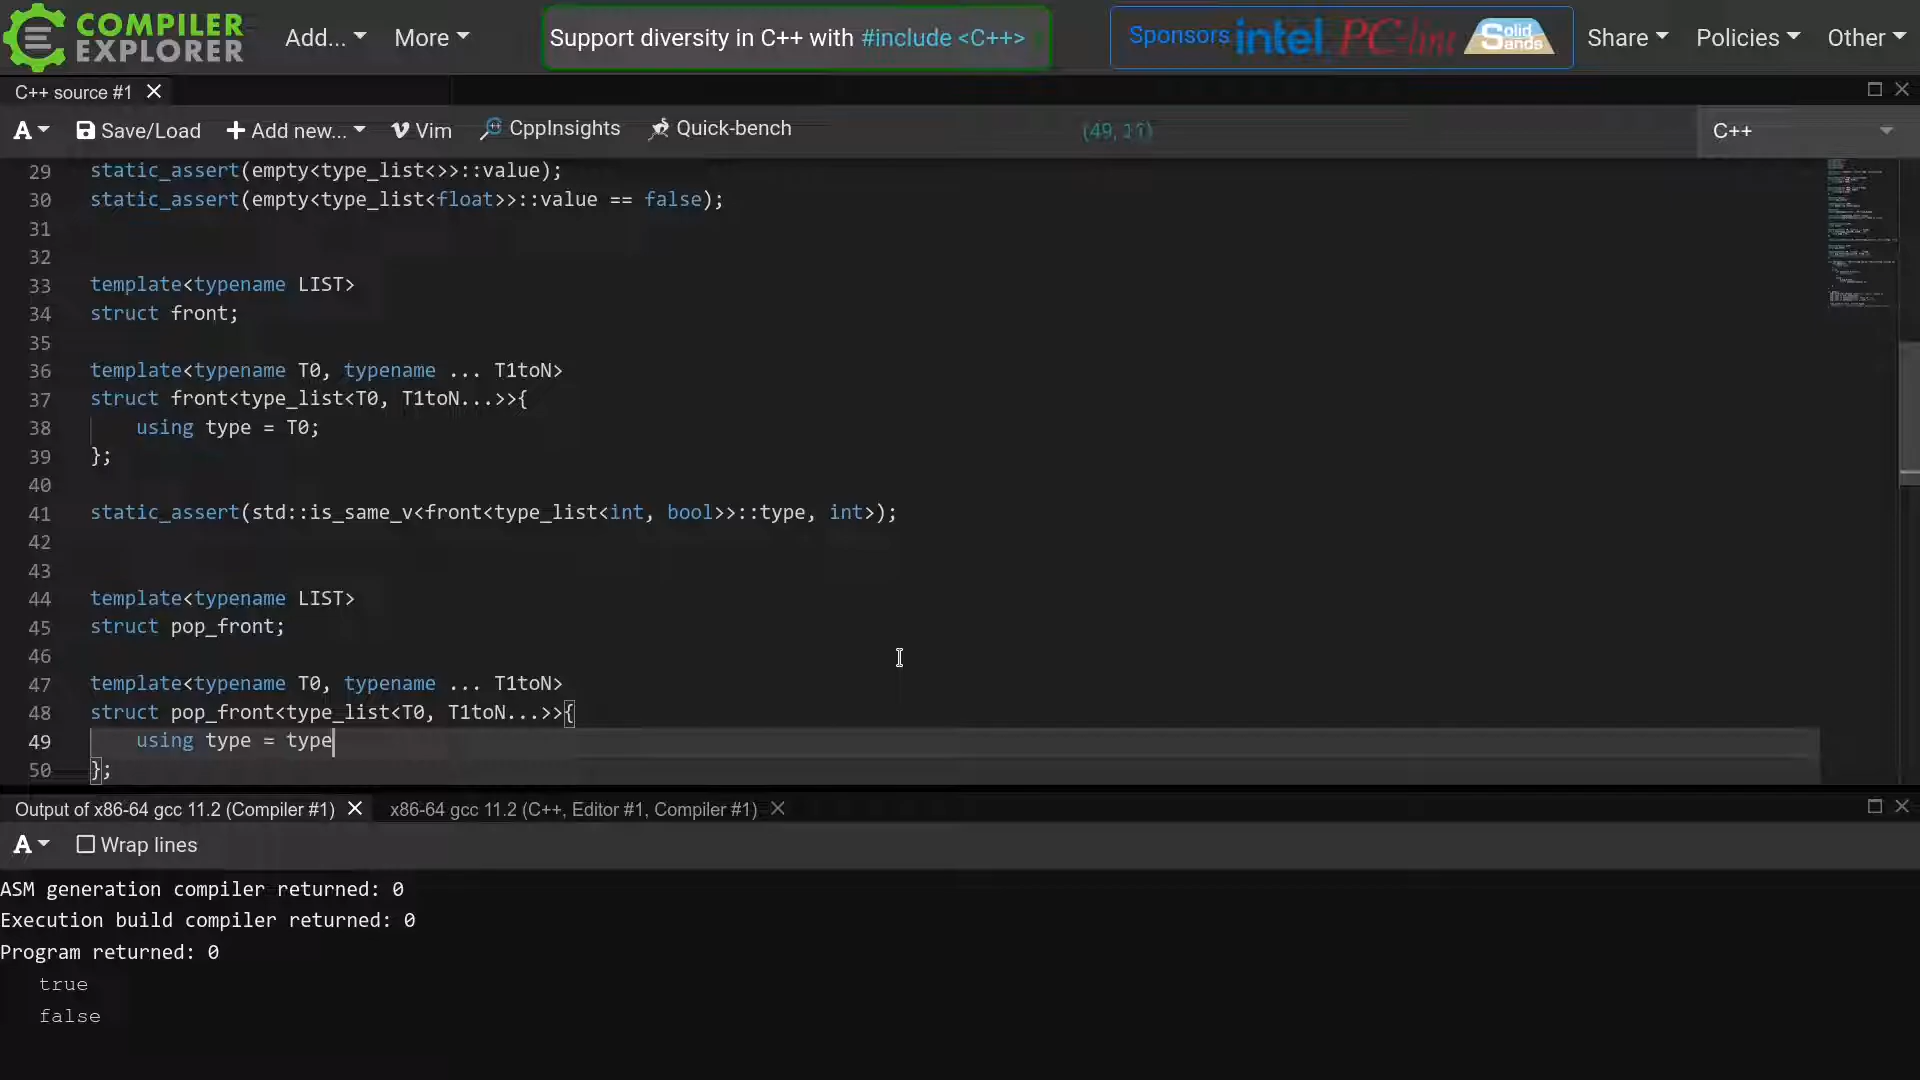 COMPILER
EXPLORER
Add...
More
Support diversity in C++ with #include <C++>
Sponsors intel PC-lint Solid Sands
Share
Policies
Other
C++ source #1
A
Save/Load
+ Add new...
Vim
CppInsights
Quick-bench
C++
29 static_assert(empty<type_list<>>::value);
30 static_assert(empty<type_list<float>>::value == false);
31
32
33 template<typename LIST>
34 struct front;
35
36 template<typename T0, typename ... T1toN>
37 struct front<type_list<T0, T1toN...>>{
38 using type = T0;
39 };
40
41 static_assert(std::is_same_v<front<type_list<int, bool>>::type, int>);
42
43
44 template<typename LIST>
45 struct pop_front;
46
47 template<typename T0, typename ... T1toN>
48 struct pop_front<type_list<T0, T1toN...>>{
49 using type = type
50 };
Output of x86-64 gcc 11.2 (Compiler #1)
x86-64 gcc 11.2 (C++, Editor #1, Compiler #1)
A
Wrap lines
ASM generation compiler returned: 0
Execution build compiler returned: 0
Program returned: 0
true
false